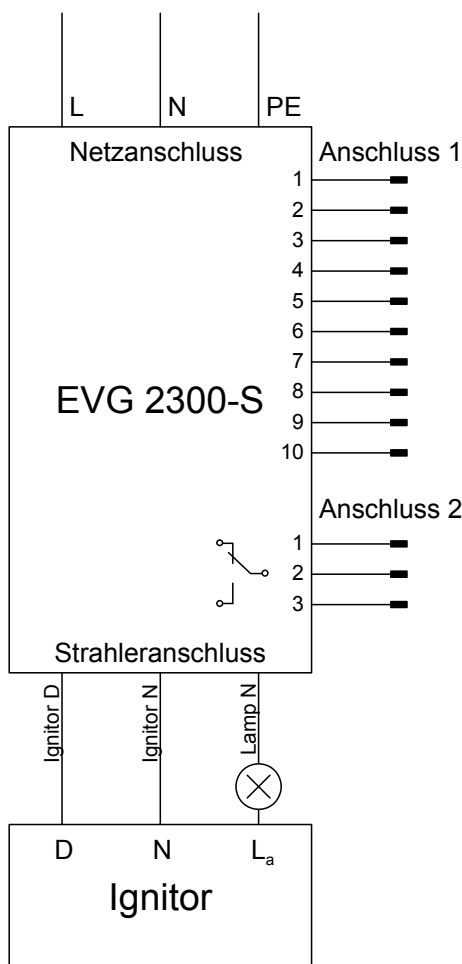 L N PE
Netzanschluss
Anschluss 1
1
2
3
4
5
6
7
8
9
10
EVG 2300-S
Anschluss 2
1
2
3
Strahleranschluss
Ignitor D
Ignitor N
Lamp N
D N La
Ignitor